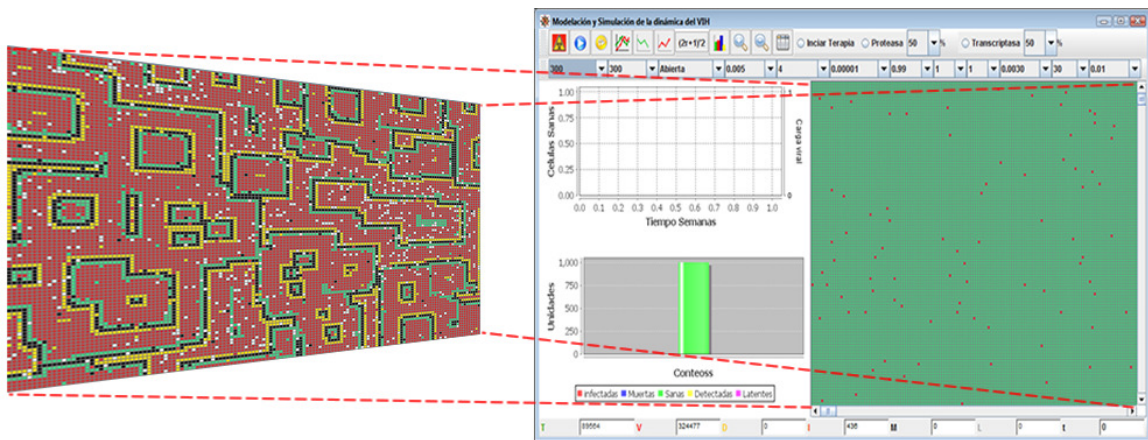 Modelación y Simulación de la dinámica del VIH
(2r+1)^2 Inciar Terapia Proteasa 50 % Transcriptasa 50 %
300 300 Abierta 0.005 4 0.00001 0.99 1 1 0.0030 30 0.01
Celulas Sanas
1.00
0.75
0.50
0.25
0.00
1
0
Carga viral
0.0 0.1 0.2 0.3 0.4 0.5 0.6 0.7 0.8 0.9 1.0
Tiempo Semanas
Unidades
1,000
750
500
250
0
Conteoss
infectadas Muertas Sanas Detectadas Latentes
T 89564 V 324477 D 0 I 436 M 0 L 0 t 0